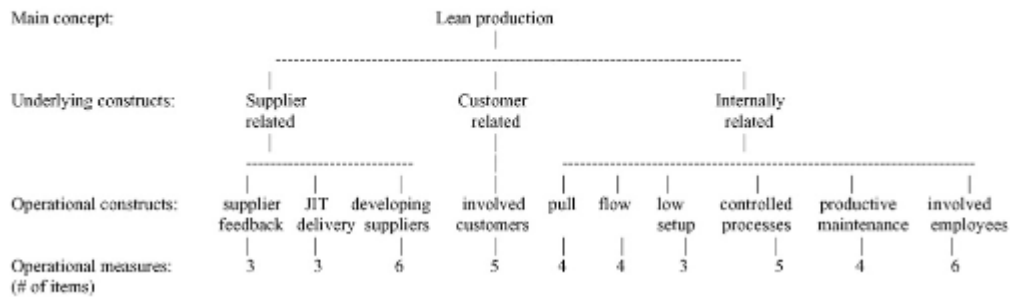 Main concept: Lean production
Underlying constructs: Supplier Customer Internally
related related related
Operational constructs: supplier JIT developing involved pull flow low controlled productive involved
feedback delivery suppliers customers setup processes maintenance employees
Operational measures: 3 3 6 5 4 4 3 5 4 6
(# of items)